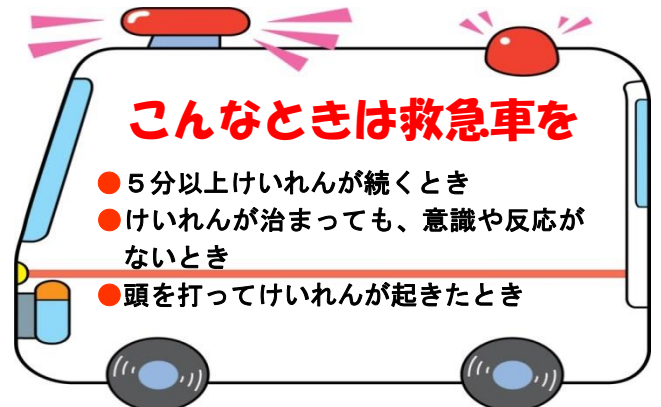 こんなときは救急車を
●５分以上けいれんが続くとき
●けいれんが治まっても、意識や反応が
ないとき
●頭を打ってけいれんが起きたとき